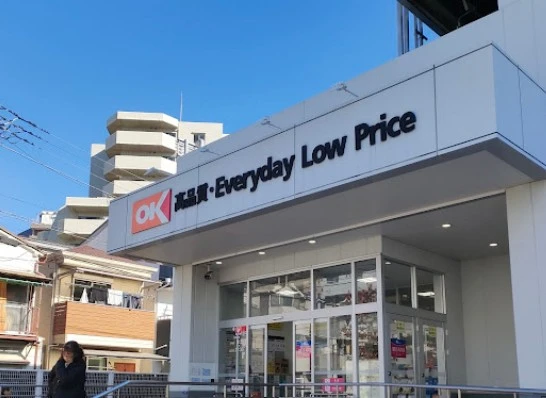 OK 高品質・Everyday Low Price